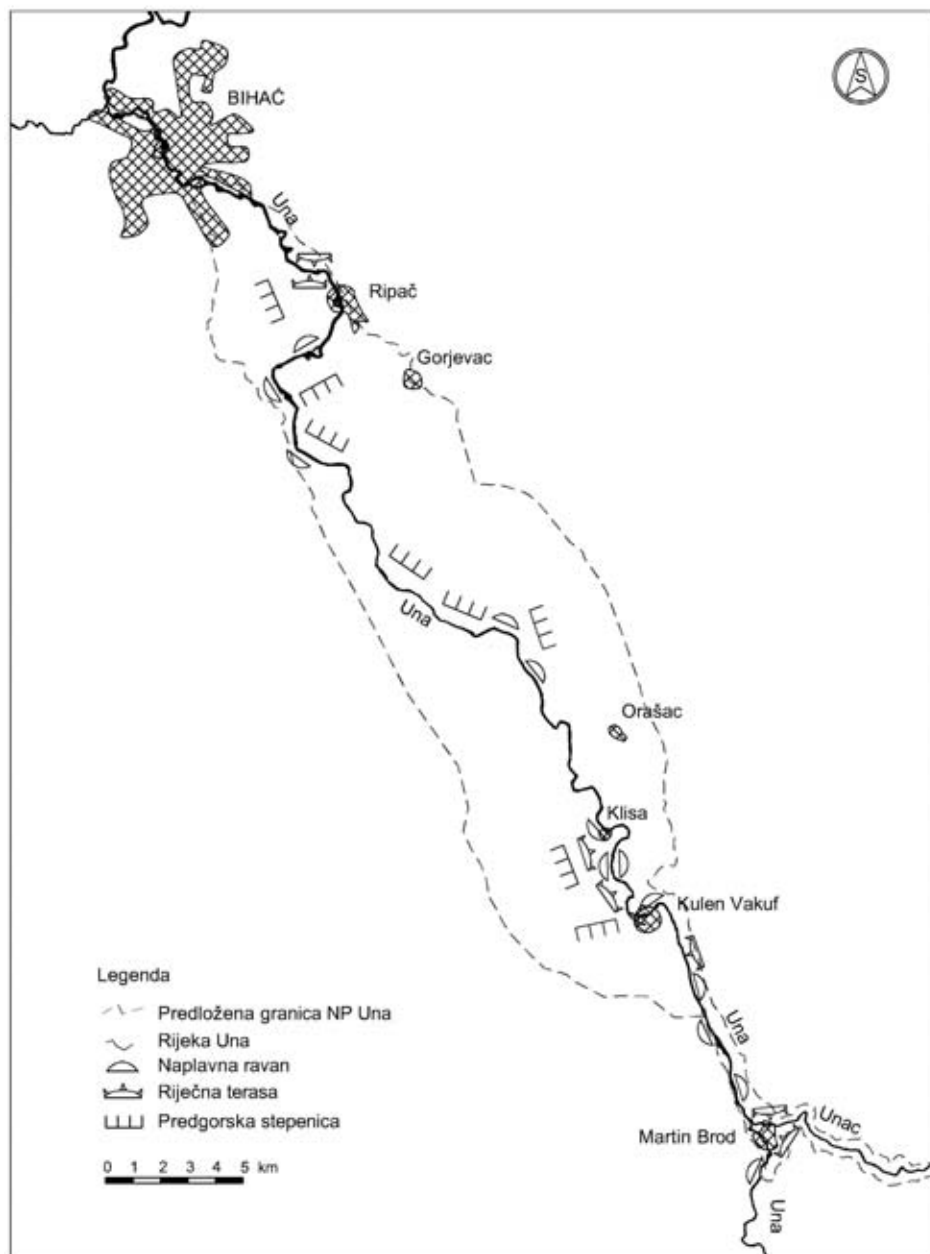 S
BIHAĆ
Una
Ripač
Gorjevac
Una
Orašac
Klisa
Kulen Vakuf
Una
Unac
Martin Brod
Una
Legenda
Predložena granica NP Una
Rijeka Una
Naplavna ravan
Riječna terasa
Predgorska stepenica
0 1 2 3 4 5 km